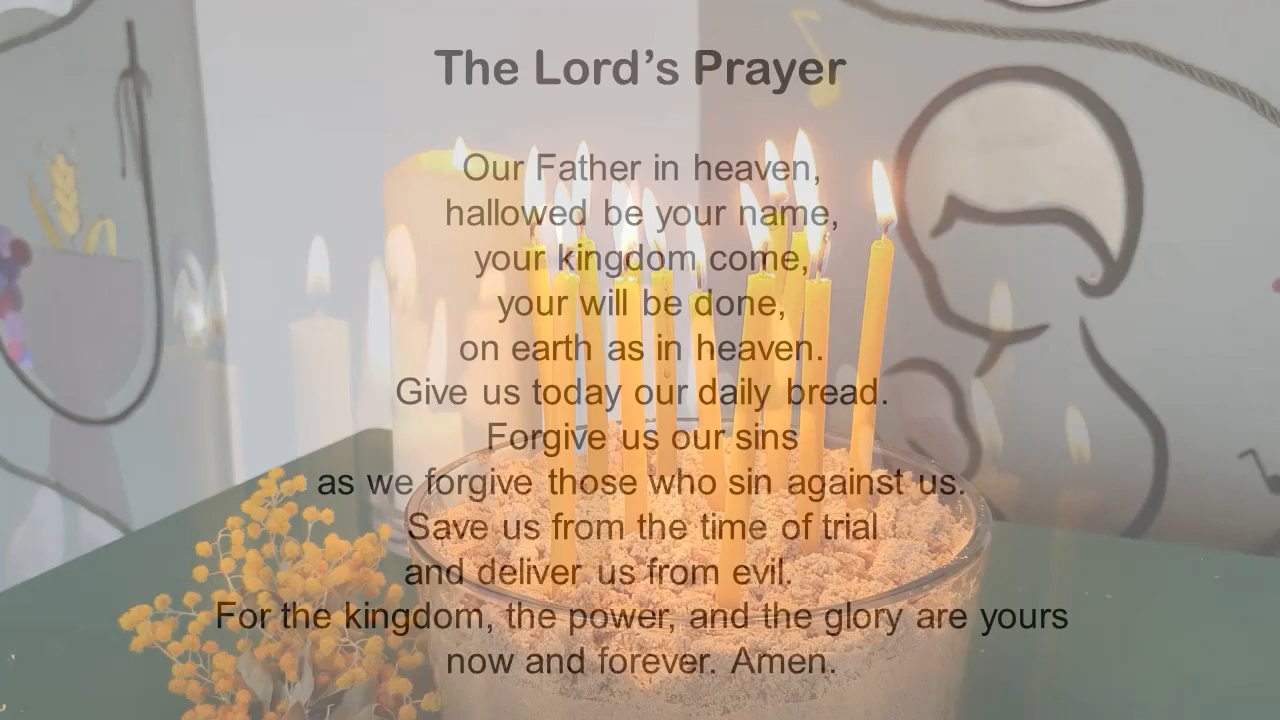 The Lord's Prayer
Our Father in heaven,
hallowed be your name,
your kingdom come,
your will be done,
on earth as in heaven.
Give us today our daily bread.
Forgive us our sins
as we forgive those who sin against us.
Save us from the time of trial
and deliver us from evil.
For the kingdom, the power, and the glory are yours
now and forever. Amen.